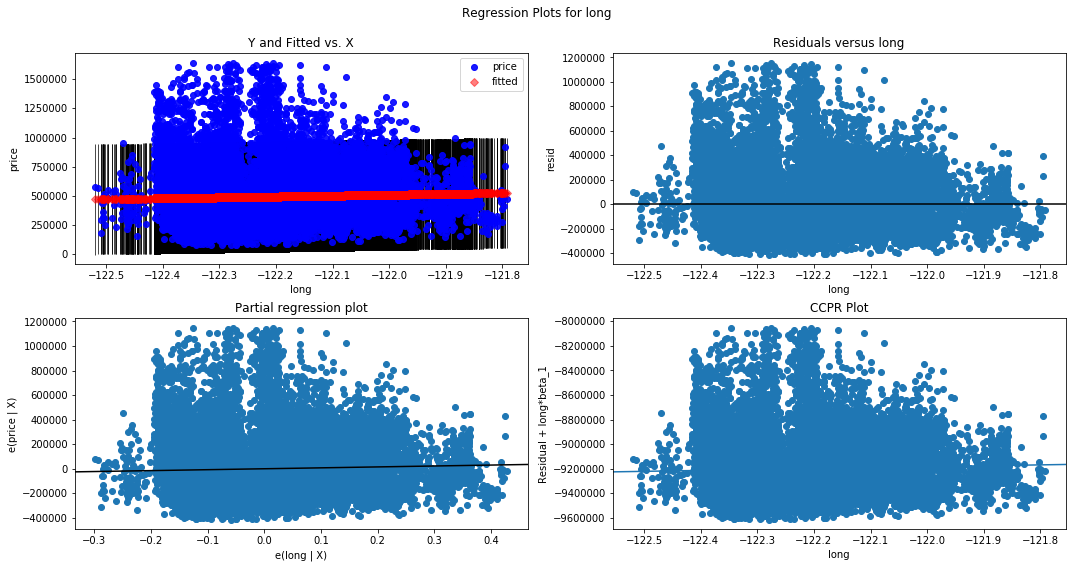 Regression Plots for long
Y and Fitted vs. X
price
fitted
1500000
1250000
1000000
750000
500000
250000
0
price
−122.5 −122.4 −122.3 −122.2 −122.1 −122.0 −121.9 −121.8
long
Residuals versus long
1200000
1000000
800000
600000
400000
200000
0
−200000
−400000
resid
−122.5 −122.4 −122.3 −122.2 −122.1 −122.0 −121.9 −121.8
long
Partial regression plot
1200000
1000000
800000
600000
400000
200000
0
−200000
−400000
e(price | X)
−0.3 −0.2 −0.1 0.0 0.1 0.2 0.3 0.4
e(long | X)
CCPR Plot
−8000000
−8200000
−8400000
−8600000
−8800000
−9000000
−9200000
−9400000
−9600000
Residual + long*beta_1
−122.5 −122.4 −122.3 −122.2 −122.1 −122.0 −121.9 −121.8
long